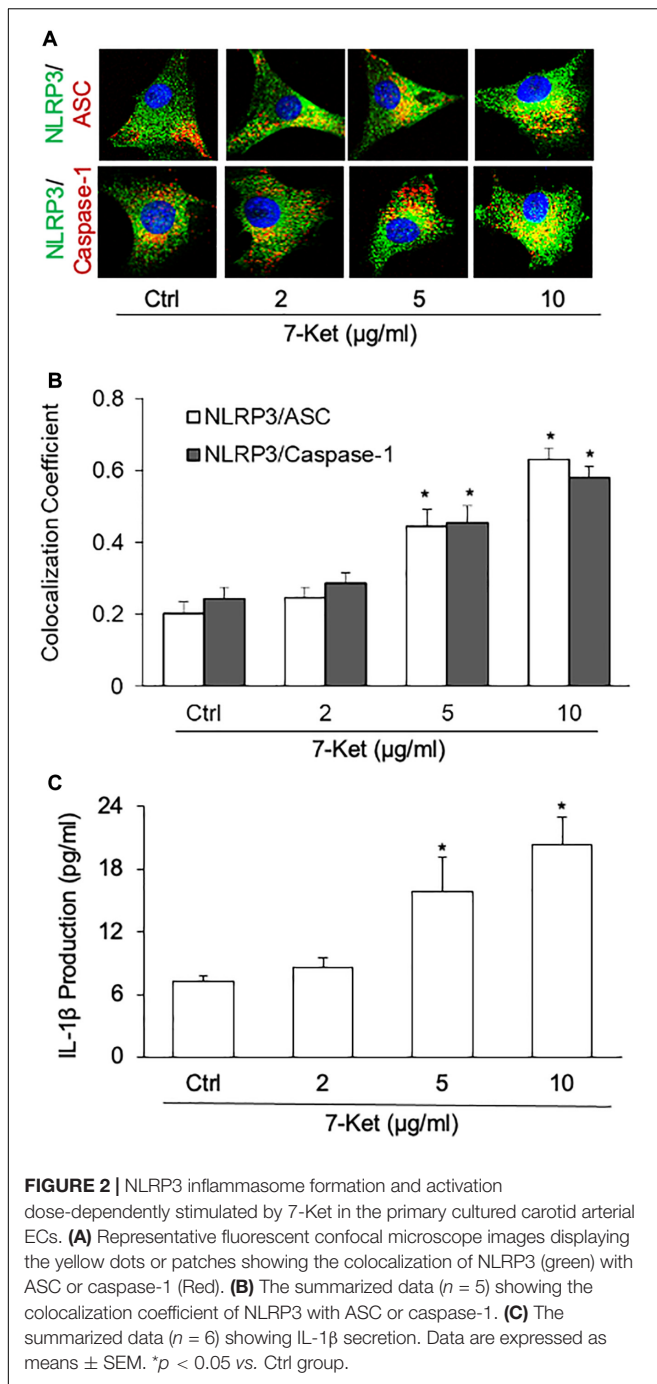 A
NLRP3/
ASC
NLRP3/
Caspase-1
Ctrl 2 5 10
7-Ket (µg/ml)
B
Colocalization Coefficient
0.8
0.6
0.4
0.2
0
NLRP3/ASC
NLRP3/Caspase-1
* * * *
Ctrl 2 5 10
7-Ket (µg/ml)
C
IL-1β Production (pg/ml)
24
18
12
6
0
* *
Ctrl 2 5 10
7-Ket (µg/ml)
FIGURE 2 | NLRP3 inflammasome formation and activation
dose-dependently stimulated by 7-Ket in the primary cultured carotid arterial
ECs. (A) Representative fluorescent confocal microscope images displaying
the yellow dots or patches showing the colocalization of NLRP3 (green) with
ASC or caspase-1 (Red). (B) The summarized data (n = 5) showing the
colocalization coefficient of NLRP3 with ASC or caspase-1. (C) The
summarized data (n = 6) showing IL-1β secretion. Data are expressed as
means ± SEM. *p < 0.05 vs. Ctrl group.